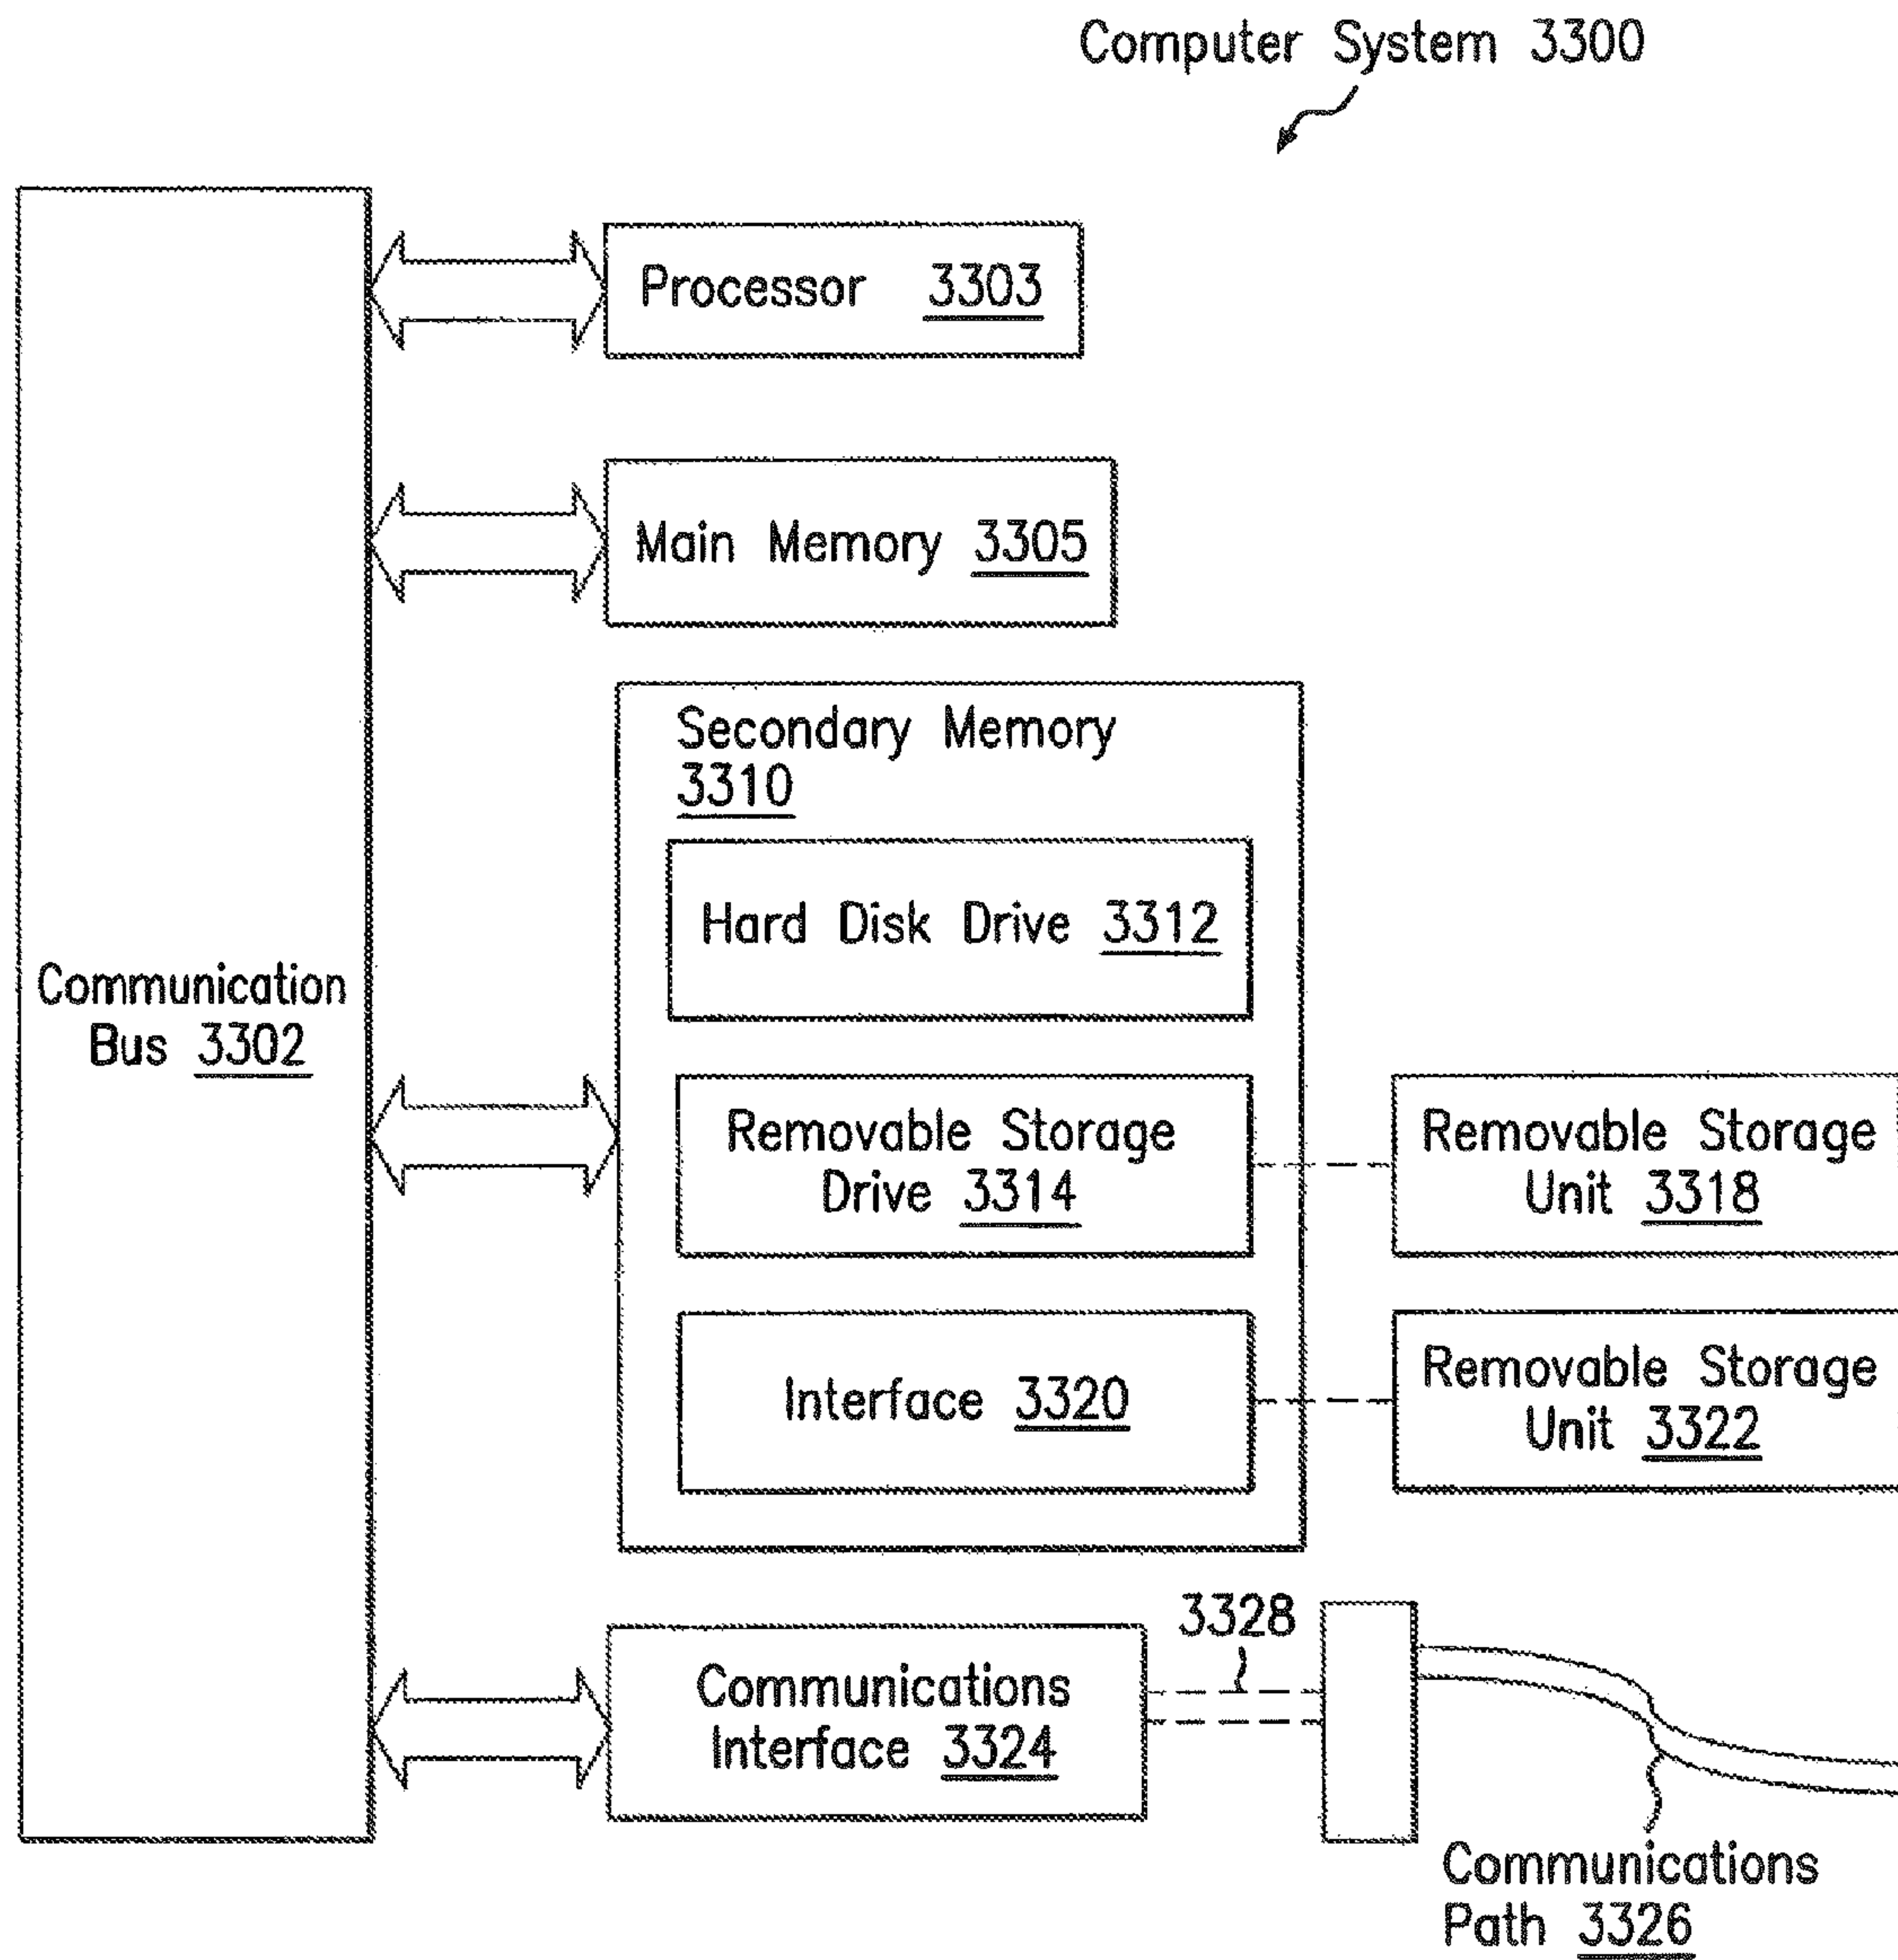 Computer System 3300
Processor 3303
Main Memory 3305
Secondary Memory
3310
Hard Disk Drive 3312
Communication
Bus 3302
Removable Storage
Drive 3314
Removable Storage
Unit 3318
Interface 3320
Removable Storage
Unit 3322
3328
Communications
Interface 3324
Communications
Path 3326